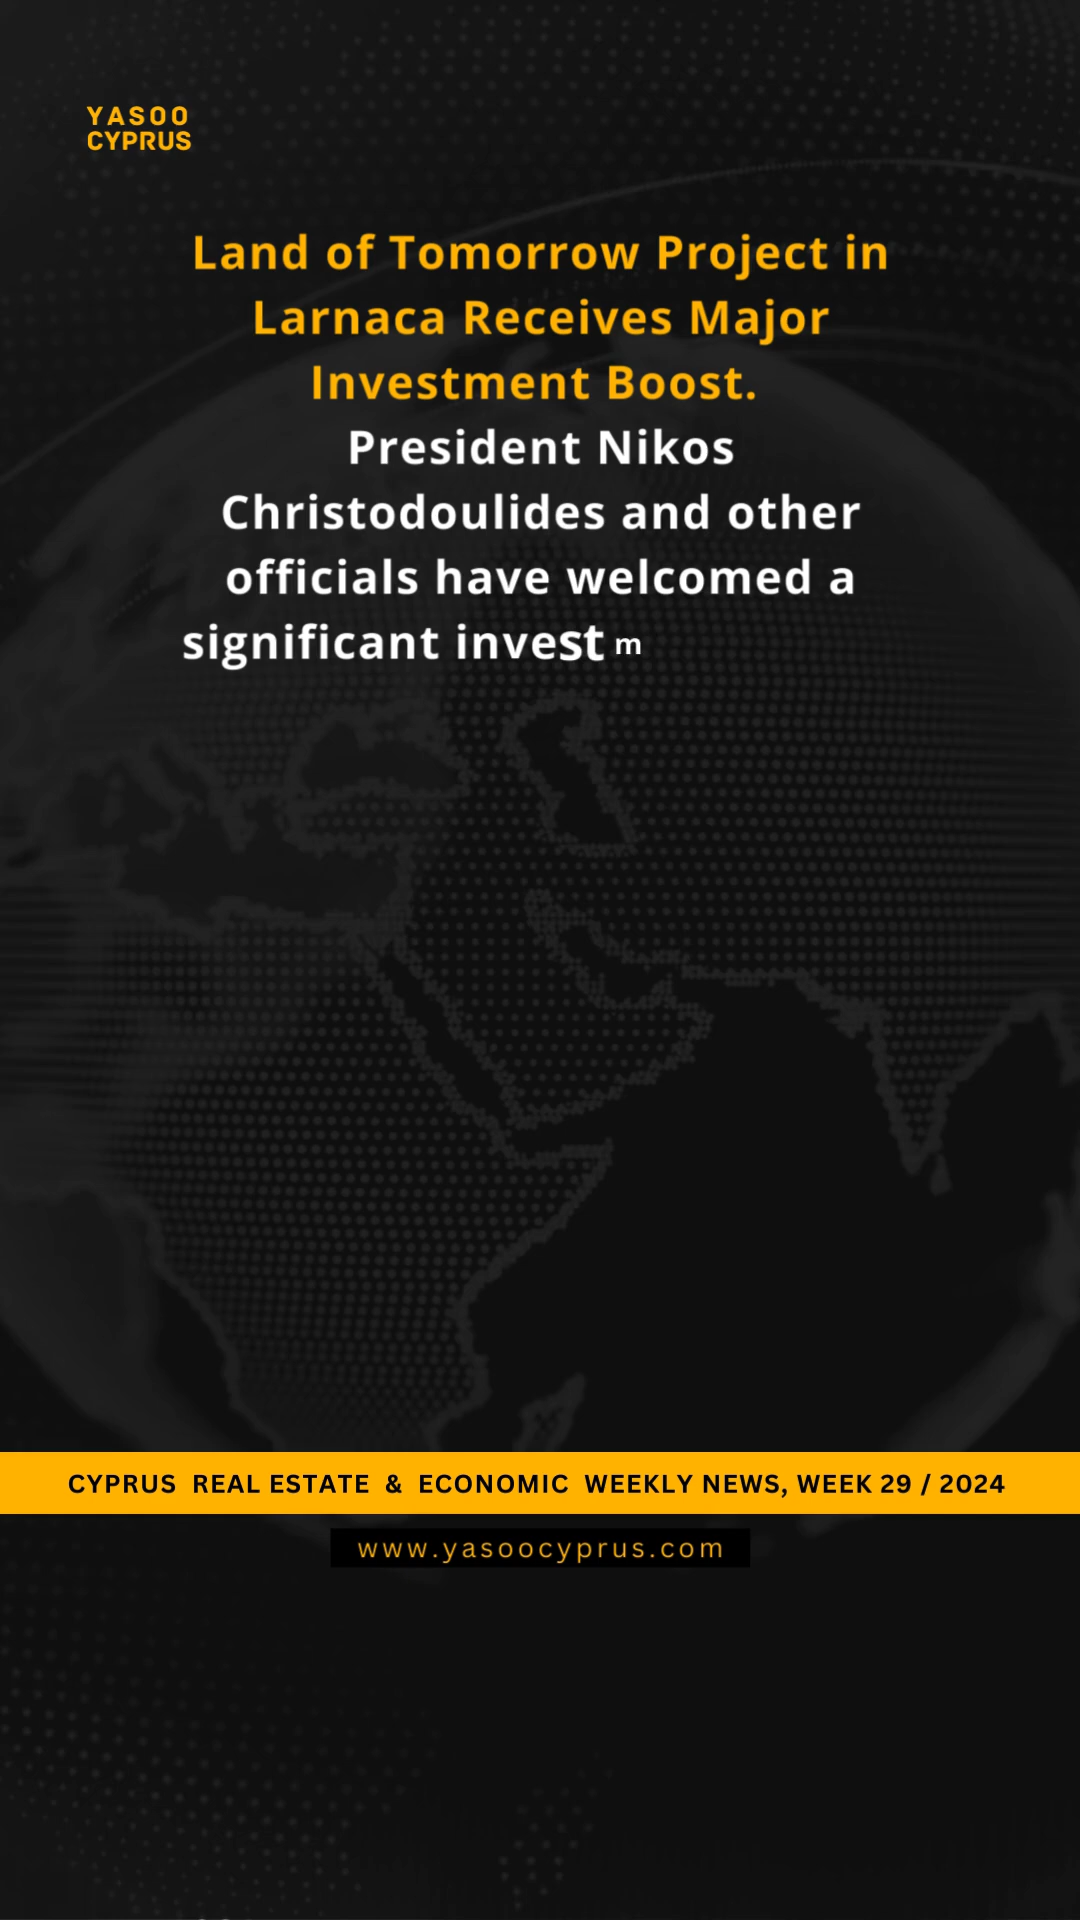 YASOO
CYPRUS
Land of Tomorrow Project in
Larnaca Receives Major
Investment Boost.
President Nikos
Christodoulides and other
officials have welcomed a
significant invest m
CYPRUS REAL ESTATE & ECONOMIC WEEKLY NEWS, WEEK 29 / 2024
www.yasoocyprus.com